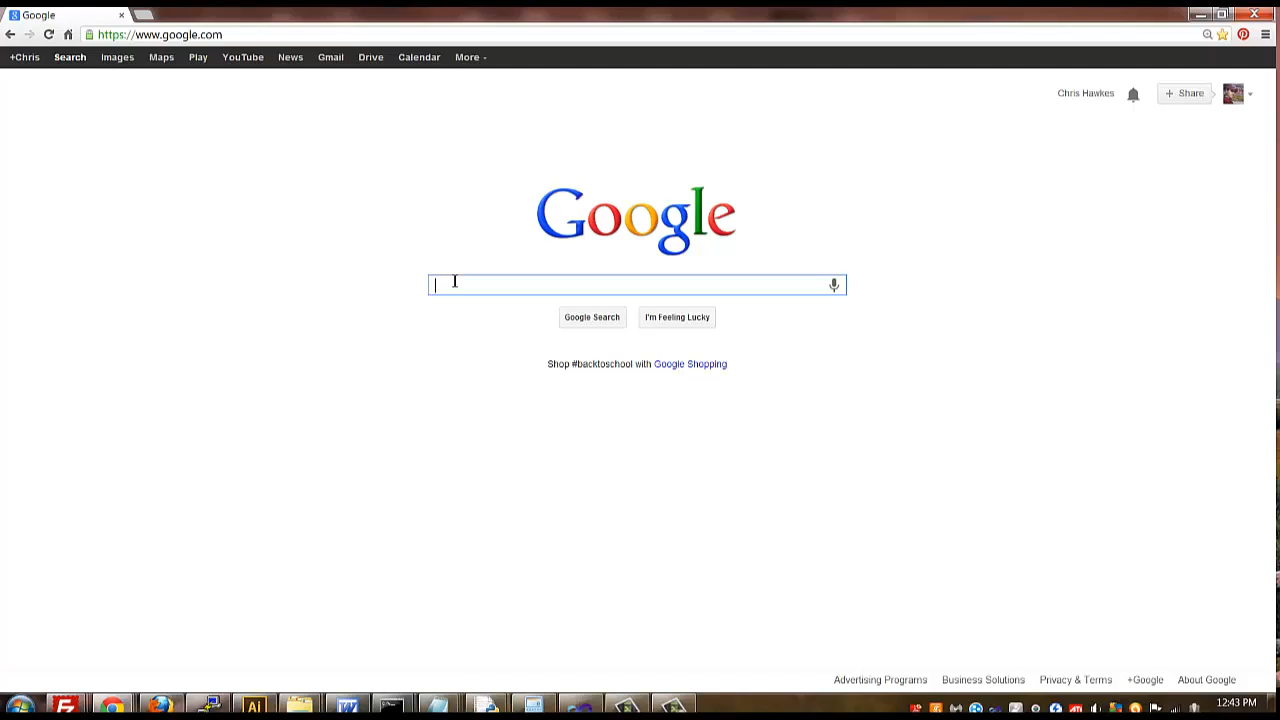 Google
https://www.google.com
+Chris Search Images Maps Play YouTube News Gmail Drive Calendar More
Chris Hawkes + Share
Google
Google Search I'm Feeling Lucky
Shop #backtoschool with Google Shopping
Advertising Programs Business Solutions Privacy & Terms +Google About Google
Ai
12:43 PM